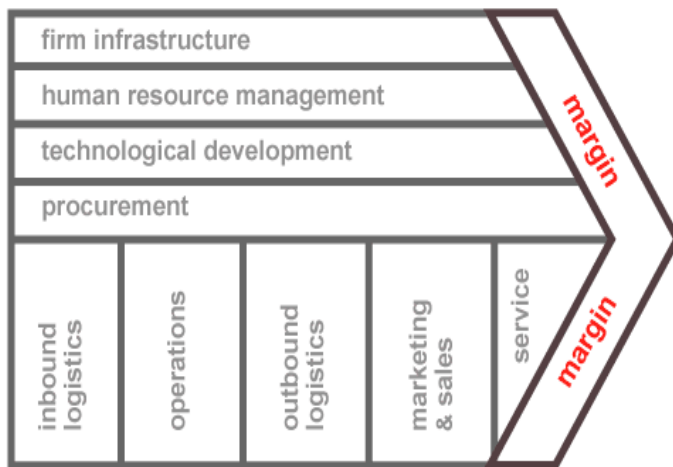 firm infrastructure
human resource management
technological development
procurement
margin
inbound
logistics
operations
outbound
logistics
marketing
& sales
service
margin